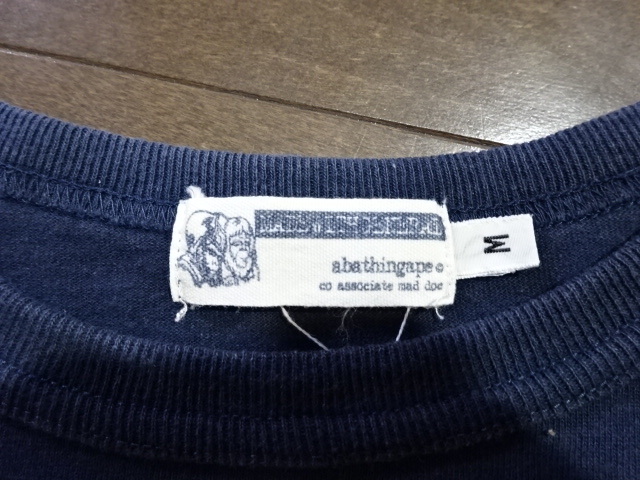 abathingape
co associate mad doc
M